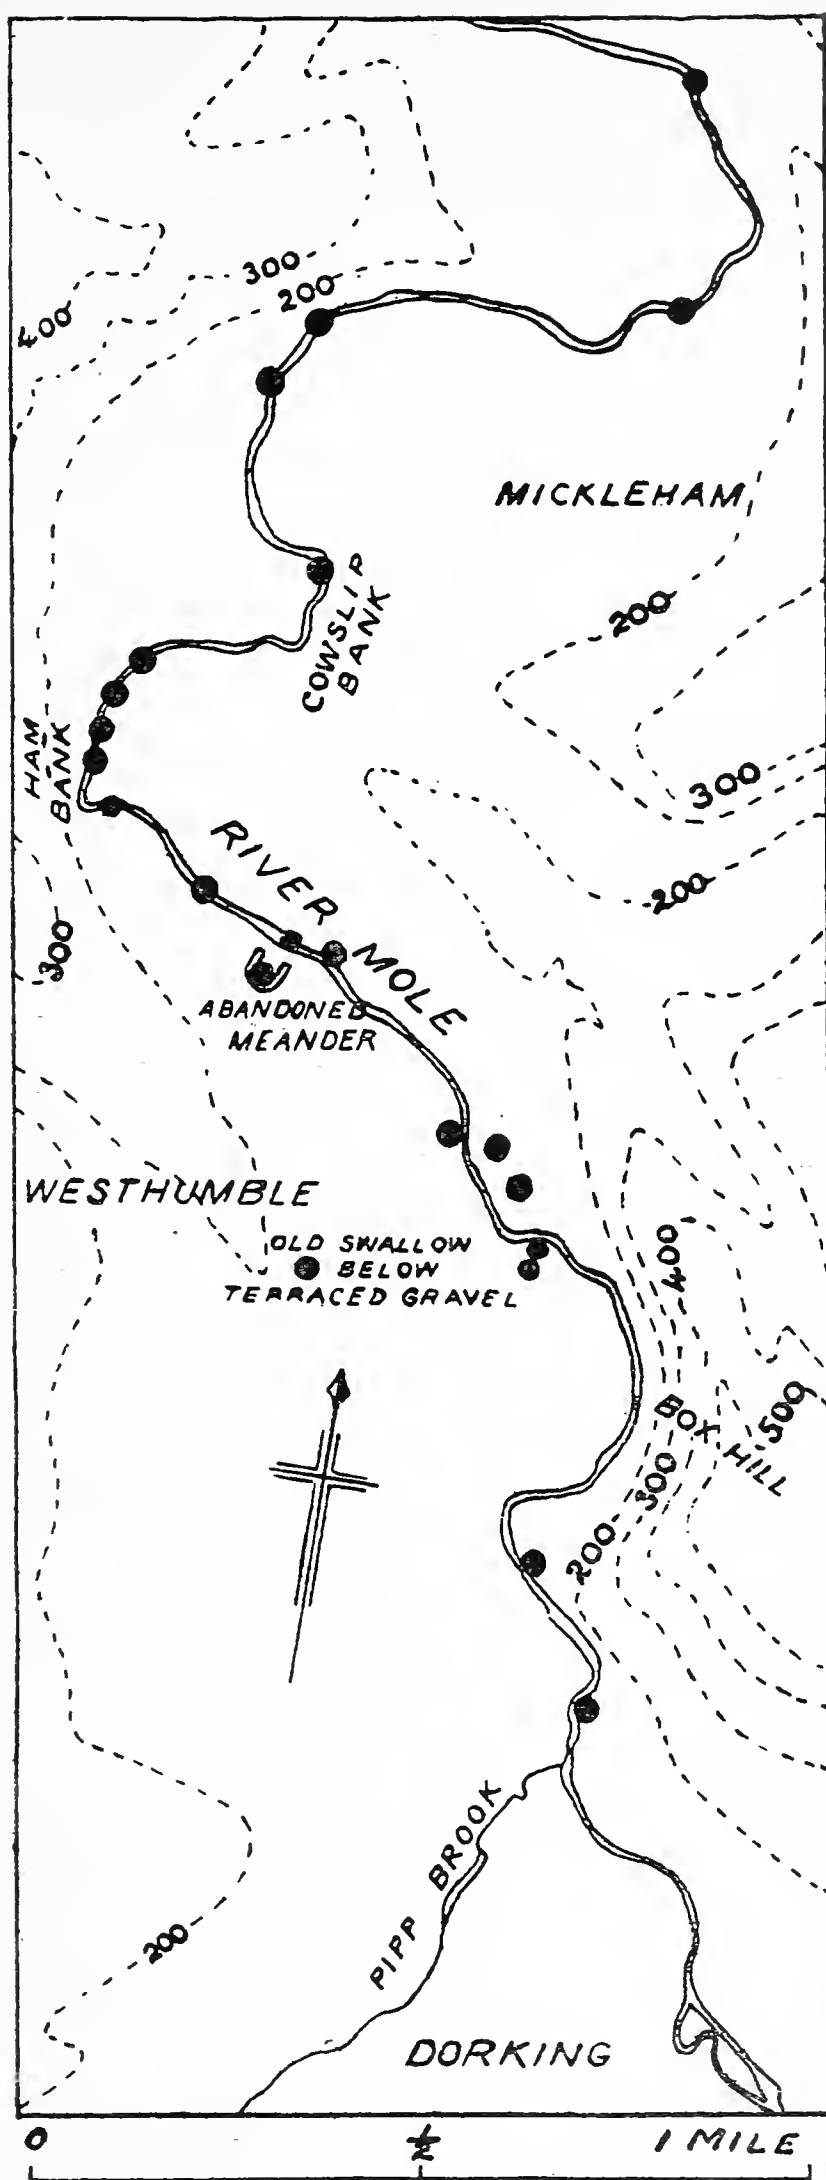 300
200
400
MICKLEHAM
COWSLIP
BANK
200
HAM
BANK
300
200
RIVER MOLE
300
ABANDONED
MEANDER
WESTHUMBLE
400
OLD SWALLOW
BELOW
TERRACED GRAVEL
BOX HILL
500
300
200
PIPP BROOK
200
DORKING
0
½
1 MILE